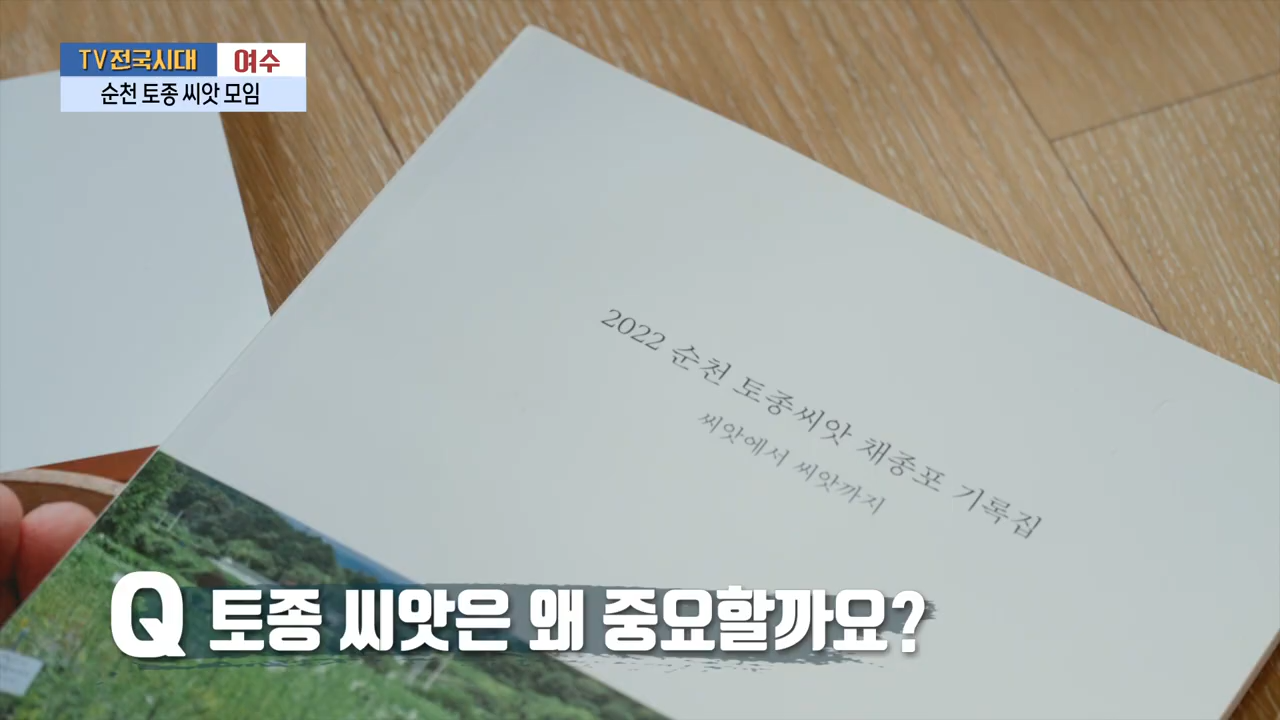 TV전국시대 여수
순천 토종 씨앗 모임
2022 순천 토종씨앗 채종포 기록집
씨앗에서 씨앗까지
Q 토종 씨앗은 왜 중요할까요?